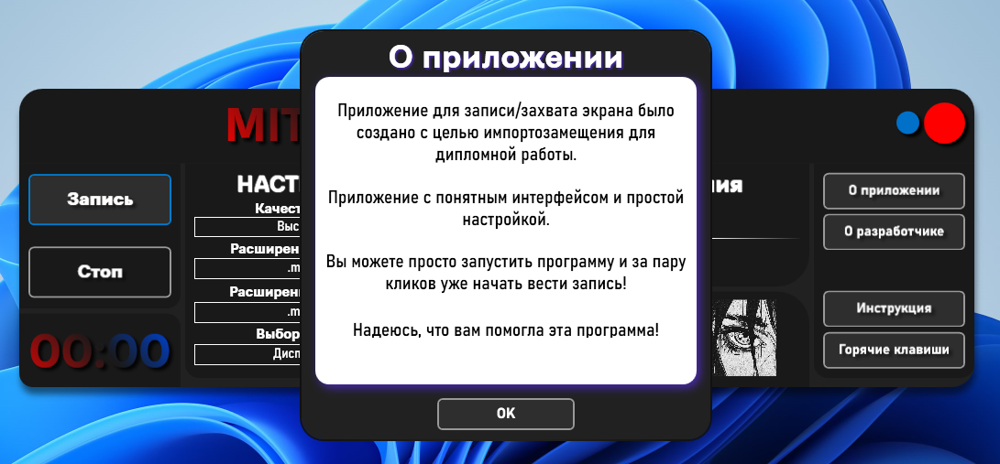 О приложении
Приложение для записи/захвата экрана было
создано с целью импортозамещения для
дипломной работы.
Приложение с понятным интерфейсом и простой
настройкой.
Вы можете просто запустить программу и за пару
кликов уже начать вести запись!
Надеюсь, что вам помогла эта программа!
OK
MIT
Запись
Стоп
00:00
НАСТ
Качест
Выс
Расширен
.m
Расширен
.m
Выбор
Дисп
ния
О приложении
О разработчике
Инструкция
Горячие клавиши